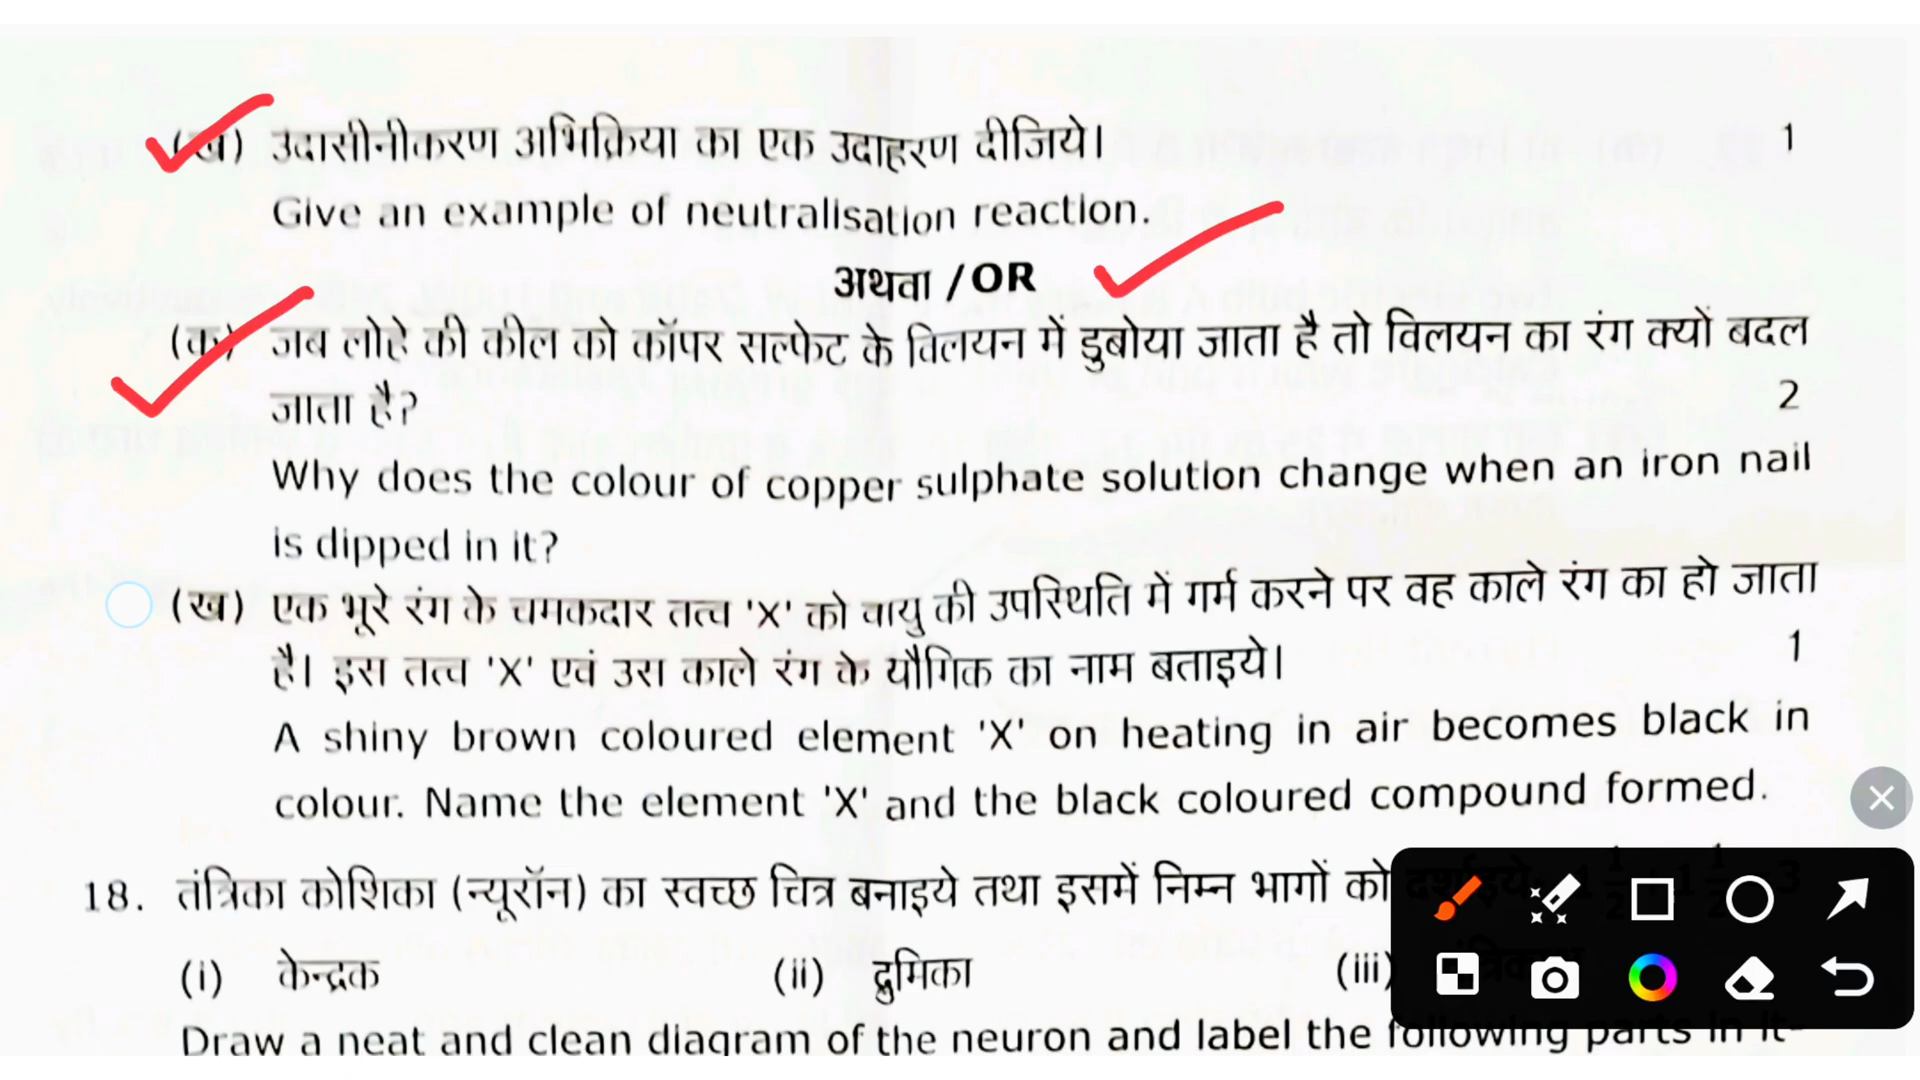 (ख) उदासीनीकरण अभिक्रिया का एक उदाहरण दीजिये। 1
Give an example of neutralisation reaction.
अथवा / OR
(क) जब लोहे की कील को कॉपर सल्फेट के विलयन में डुबोया जाता है तो विलयन का रंग क्यों बदल
जाता है? 2
Why does the colour of copper sulphate solution change when an iron nail
is dipped in it?
(ख) एक भूरे रंग के चमकदार तत्व 'X' को वायु की उपस्थिति में गर्म करने पर वह काले रंग का हो जाता
है। इस तत्व 'X' एवं उस काले रंग के यौगिक का नाम बताइये। 1
A shiny brown coloured element 'X' on heating in air becomes black in
colour. Name the element 'X' and the black coloured compound formed.
18. तंत्रिका कोशिका (न्यूरॉन) का स्वच्छ चित्र बनाइये तथा इसमें निम्न भागों को
(i) केन्द्रक (ii) द्रुमिका (iii)
Draw a neat and clean diagram of the neuron and label the following parts in it-